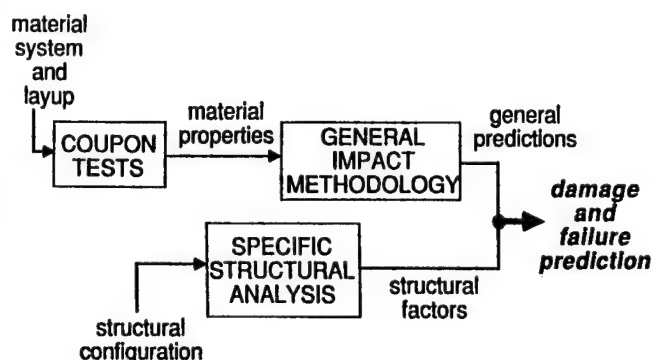 material
system
and
layup
COUPON
TESTS
material
properties
GENERAL
IMPACT
METHODOLOGY
general
predictions
SPECIFIC
STRUCTURAL
ANALYSIS
structural
configuration
structural
factors
damage
and
failure
prediction